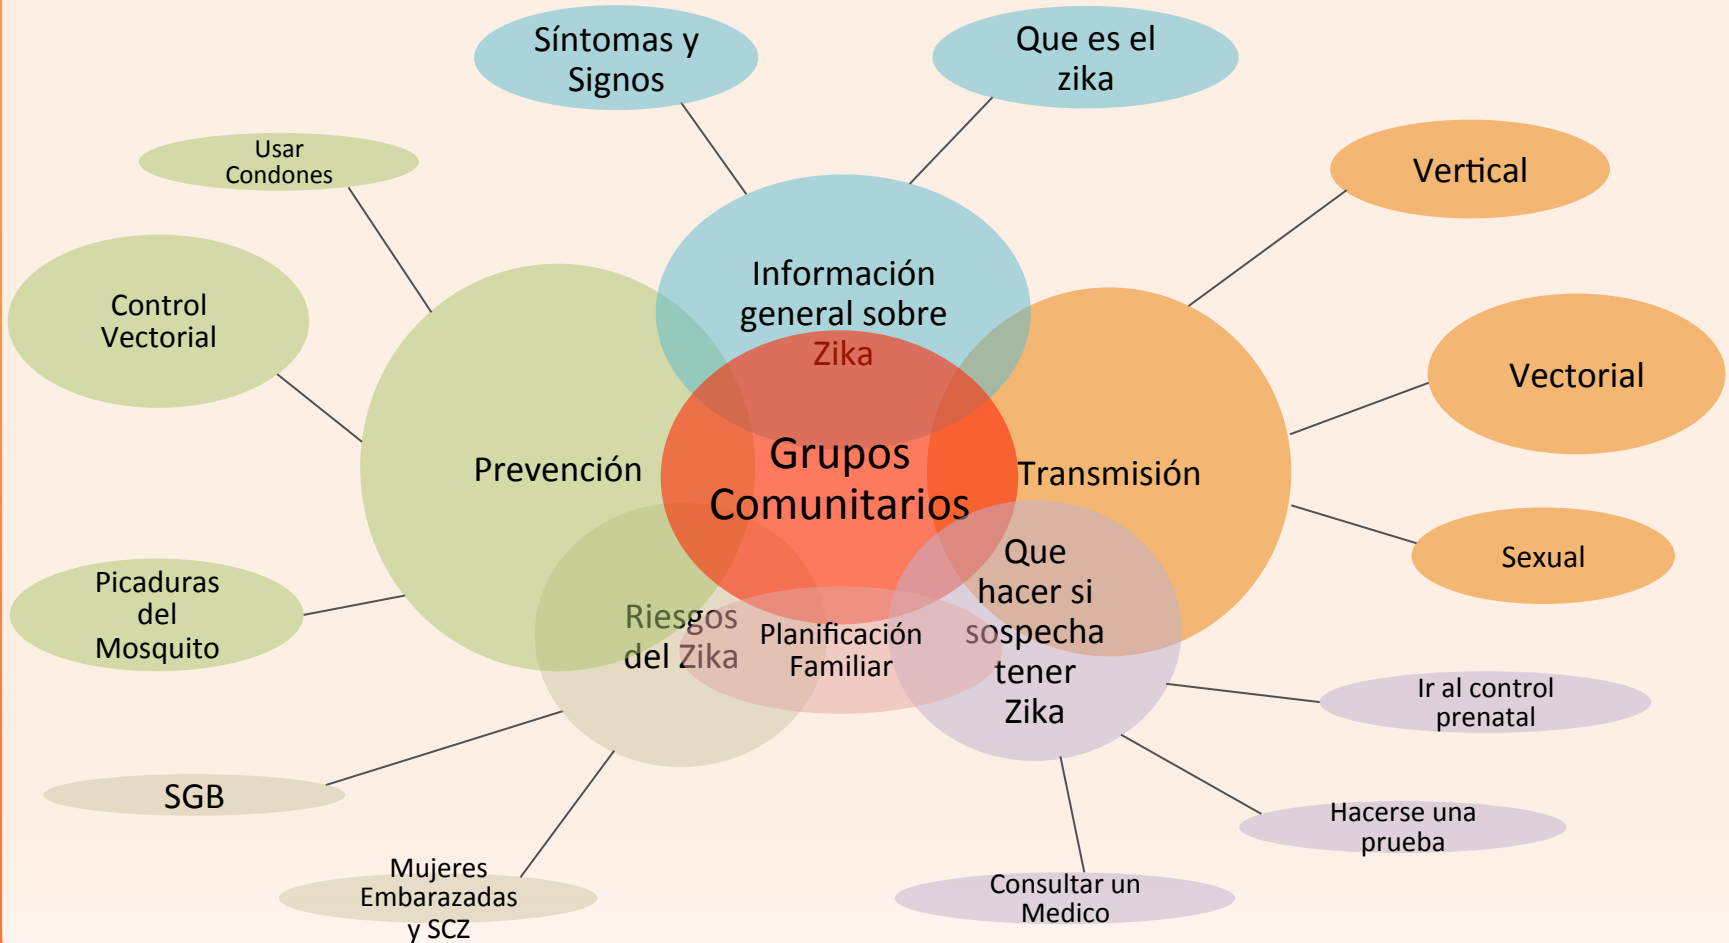 Síntomas y
Signos
Que es el
zika
Usar
Condones
Vertical
Control
Vectorial
Información
general sobre
Zika
Vectorial
Prevención
Grupos
Comunitarios
Transmisión
Sexual
Picaduras
del
Mosquito
Riesgos
del Zika
Planificación
Familiar
Que
hacer si
sospecha
tener
Zika
Ir al control
prenatal
SGB
Hacerse una
prueba
Mujeres
Embarazadas
y SCZ
Consultar un
Medico